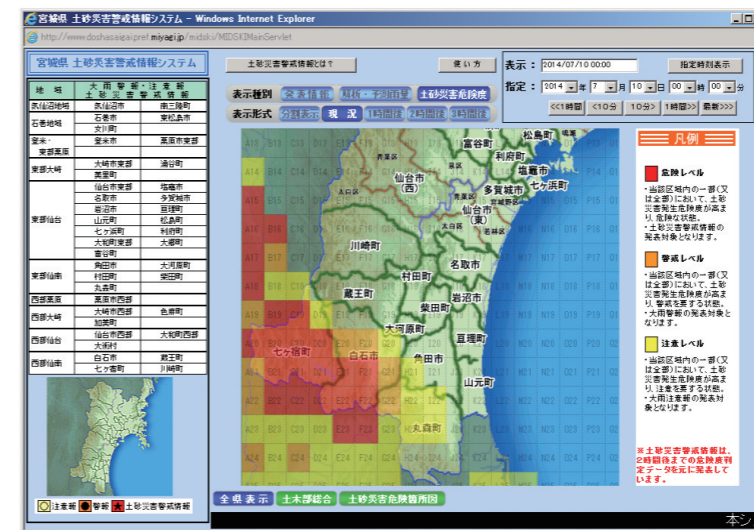 宮城県 土砂災害警戒情報システム - Windows Internet Explorer
http://www.doshasaigai.pref.miyagi.jp/midski/MIDSKIMainServlet
宮城県 土砂災害警戒情報システム
地 域
大 雨 警 報・注 意 報
土 砂 災 害 警 戒 情 報
気仙沼地域 気仙沼市 南三陸町
石巻地域 石巻市 東松島市
女川町
登米・東部栗原 登米市 栗原市東部
東部大崎 大崎市東部 涌谷町
美里町
東部仙台 仙台市東部 塩竈市
名取市 多賀城市
岩沼市 亘理町
山元町 松島町
七ヶ浜町 利府町
大和町東部 大郷町
富谷町
東部仙南 角田市 大河原町
村田町 柴田町
丸森町
西部栗原 栗原市西部
西部大崎 大崎市西部 色麻町
加美町
西部仙台 仙台市西部 大和町西部
大衡村
西部仙南 白石市 蔵王町
七ヶ宿町 川崎町
注意報 警報 土砂災害警戒情報
土砂災害警戒情報とは?
使 い 方
表示種別 発表情報 解析・予測雨量 土砂災害危険度
表示形式 分割表示 現 況 1時間後 2時間後 3時間後
表示: 2014/07/10 00:00 指定時刻表示
指定: 2014 年 7 月 10 日 00 時 00 分
<<1時間 <10分 10分> 1時間>> 最新>>>
富谷町
松島町
利府町
塩竈市
七ヶ浜町
多賀城市
青葉区
泉区
宮城野区
太白区
若林区
仙台市
(西)
仙台市
(東)
川崎町
名取市
村田町
岩沼市
蔵王町
柴田町
大河原町
亘理町
七ヶ宿町
白石市
角田市
山元町
丸森町
全県表示 土木部総合 土砂災害危険箇所図
凡例
危険レベル
・当該区域内の一部(又
は全部)において、土砂
災害発生危険度が高ま
り、危険な状態。
・土砂災害警戒情報の
発表対象となります。
警戒レベル
・当該区域内の一部(又
は全部)において、土砂
災害発生危険度が高ま
り、警戒を要する状態。
・大雨警報の発表対象と
なります。
注意レベル
・当該区域内の一部(又
は全部)において、土砂
災害発生危険度が高ま
り、注意を要する状態。
・大雨注意報の発表対
象となります。
※土砂災害警戒情報は、
2時間後までの危険度判
定データを元に発表して
います。
本シ